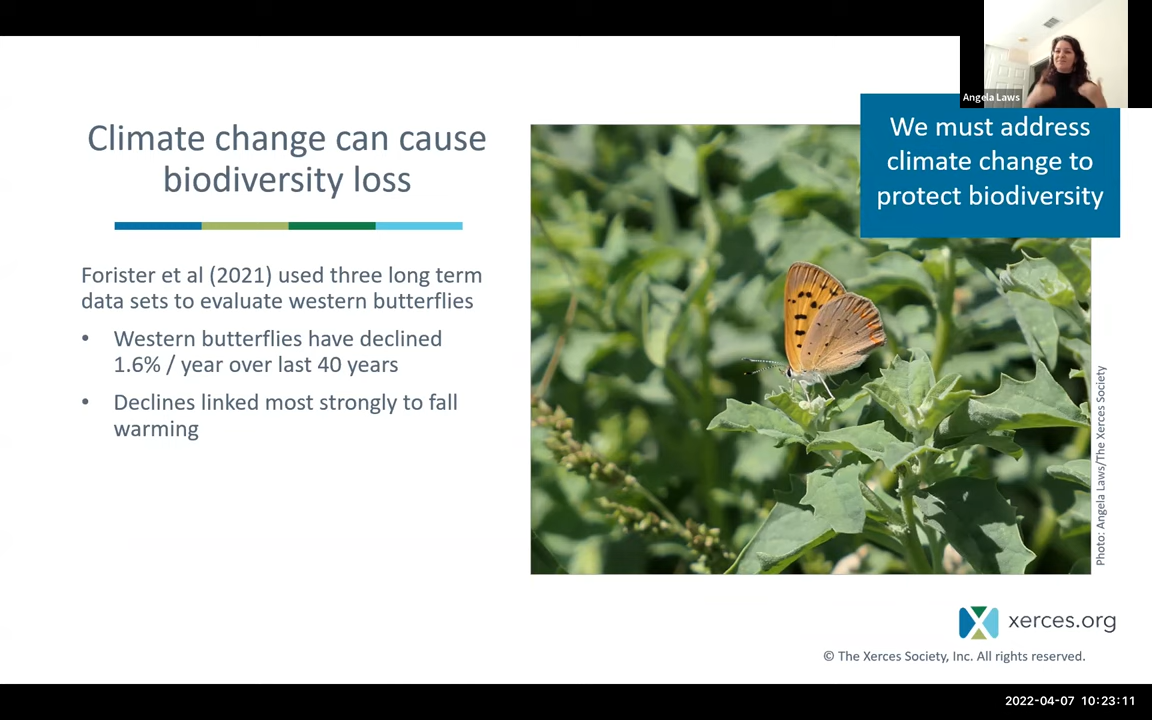 Angela Laws
We must address
climate change to
protect biodiversity
Climate change can cause
biodiversity loss
Forister et al (2021) used three long term
data sets to evaluate western butterflies
• Western butterflies have declined
1.6% / year over last 40 years
• Declines linked most strongly to fall
warming
Photo: Angela Laws/The Xerces Society
xerces.org
© The Xerces Society, Inc. All rights reserved.
2022-04-07 10:23:11